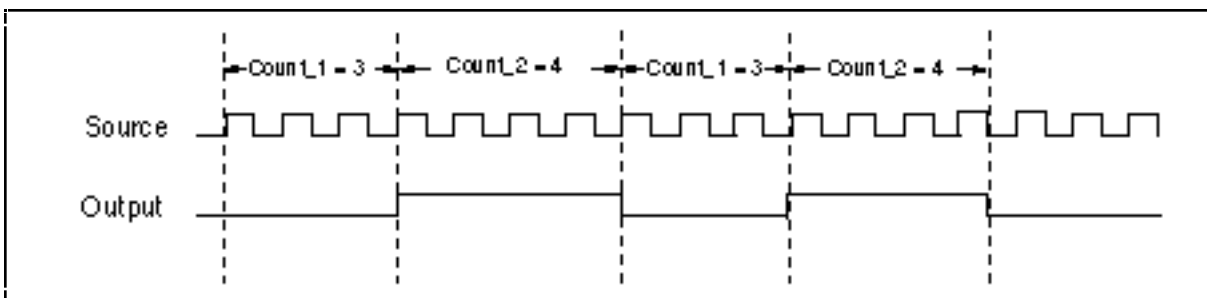 Count_1 = 3
Count_2 = 4
Count_1 = 3
Count_2 = 4
Source
Output